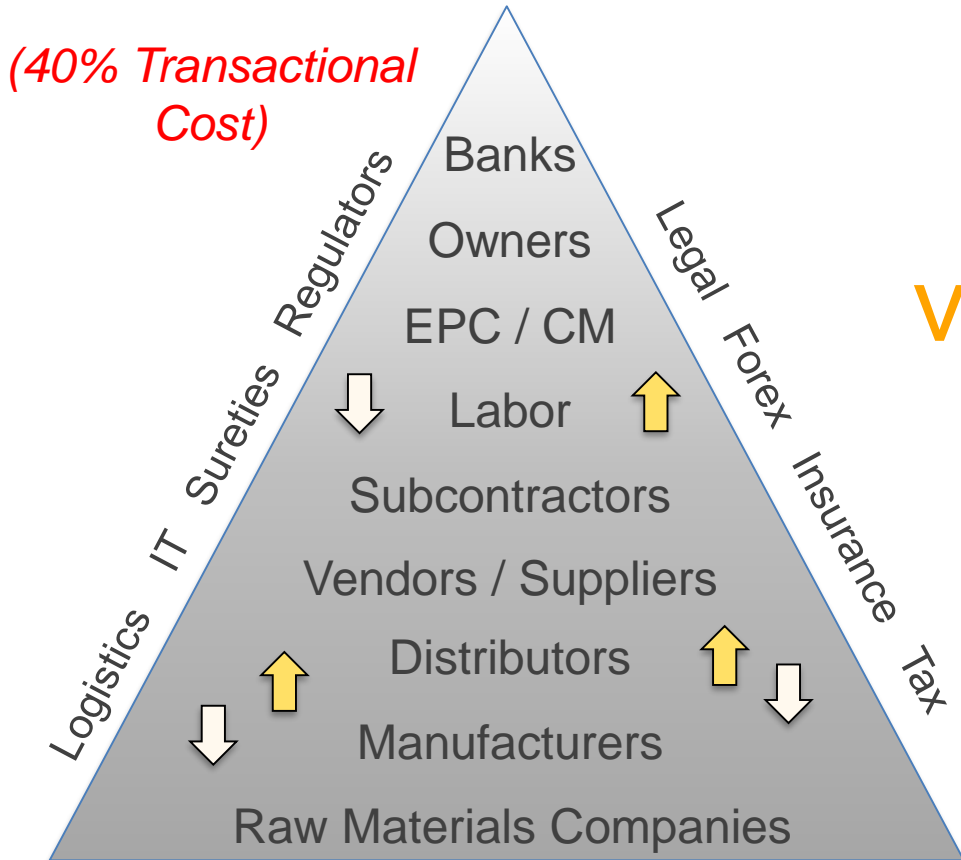 (40% Transactional
Cost)
Banks
Owners
EPC / CM
Labor
Subcontractors
Vendors / Suppliers
Distributors
Manufacturers
Raw Materials Companies
Logistics IT Sureties Regulators
Legal Forex Insurance Tax